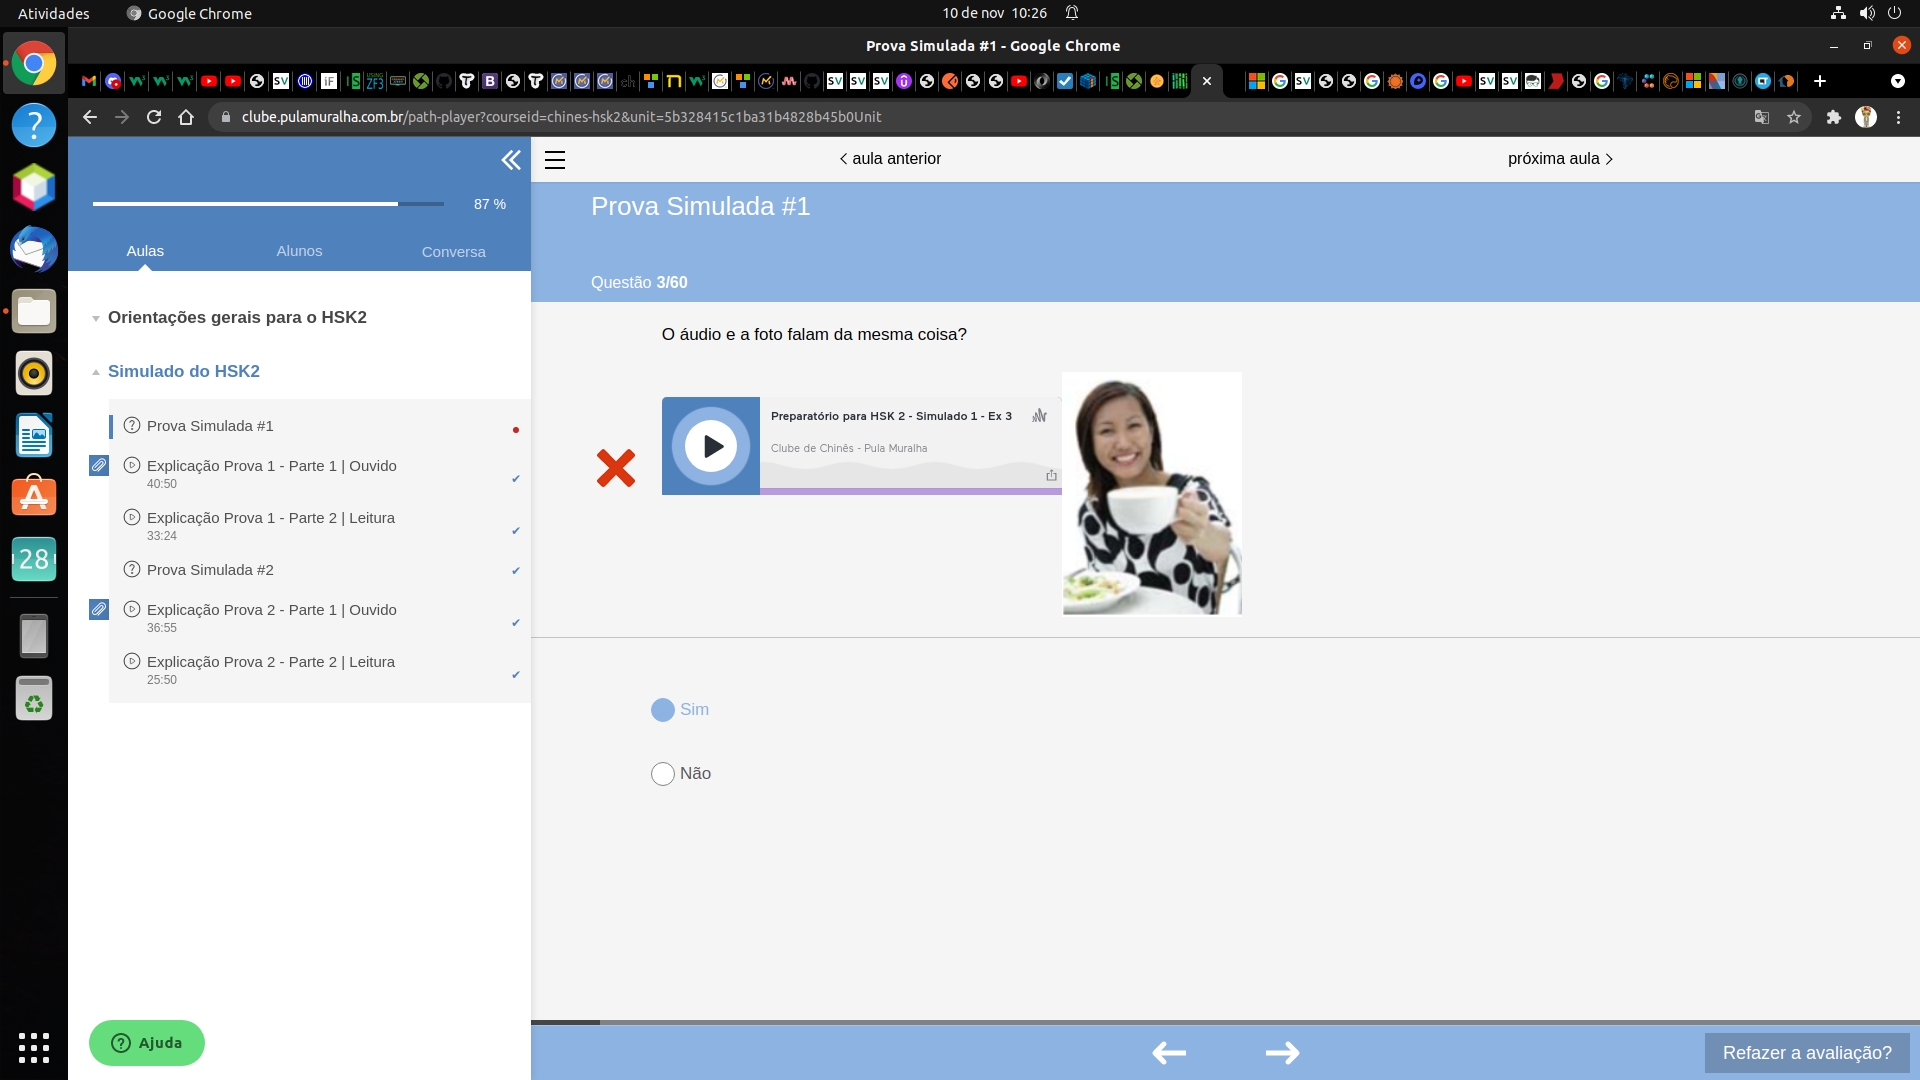 Atividades
Google Chrome
10 de nov 10:26
Prova Simulada #1 - Google Chrome
clube.pulamuralha.com.br/path-player?courseid=chines-hsk2&unit=5b328415c1ba31b4828b45b0Unit
87 %
Aulas
Alunos
Conversa
Orientações gerais para o HSK2
Simulado do HSK2
Prova Simulada #1
Explicação Prova 1 - Parte 1 | Ouvido
40:50
Explicação Prova 1 - Parte 2 | Leitura
33:24
Prova Simulada #2
Explicação Prova 2 - Parte 1 | Ouvido
36:55
Explicação Prova 2 - Parte 2 | Leitura
25:50
Ajuda
28
aula anterior
próxima aula
Prova Simulada #1
Questão 3/60
O áudio e a foto falam da mesma coisa?
Preparatório para HSK 2 - Simulado 1 - Ex 3
Clube de Chinês - Pula Muralha
Sim
Não
Refazer a avaliação?